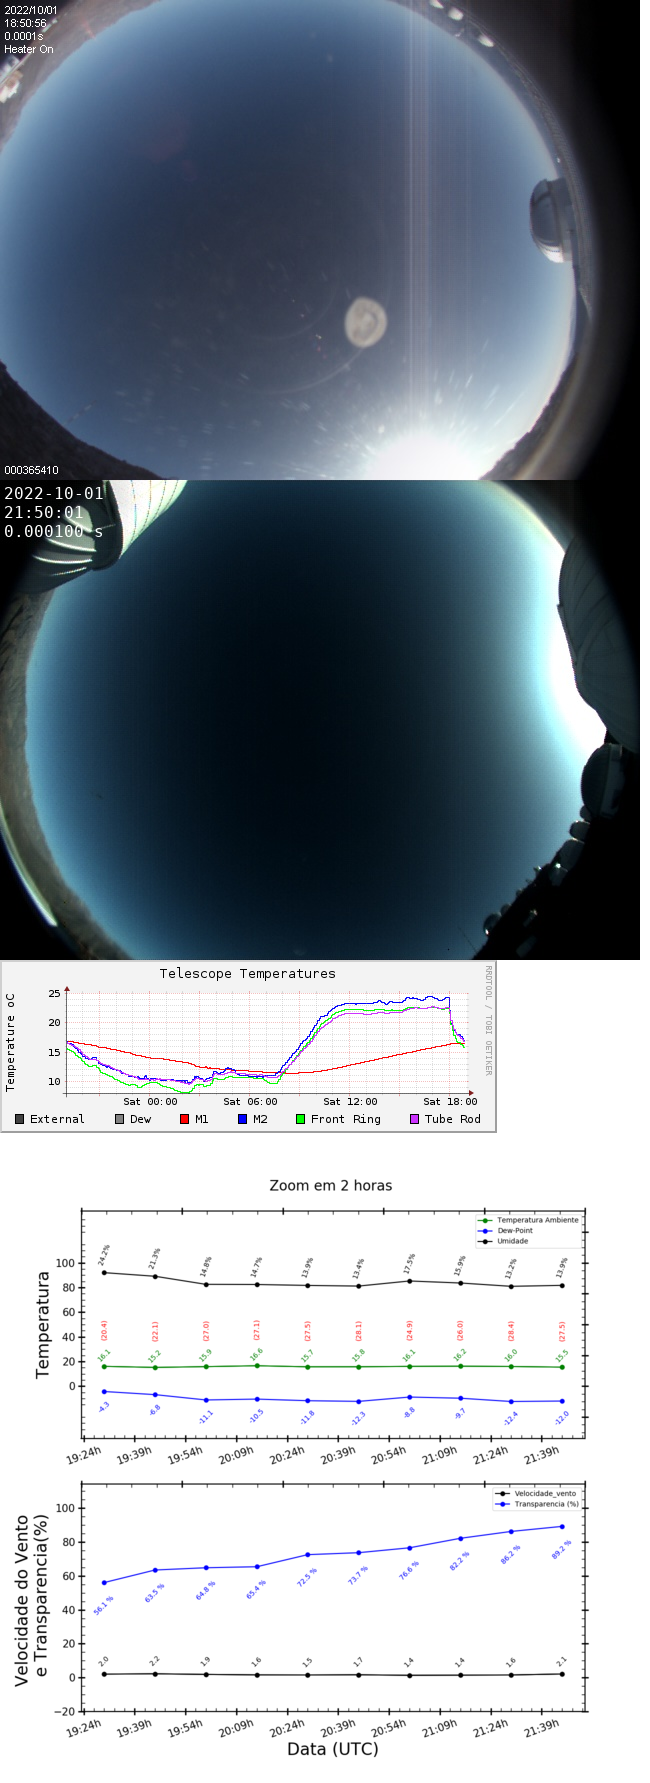 2022/10/01
18:50:56
0.0001s
Heater On
000365410
2022-10-01
21:50:01
0.000100 s
Telescope Temperatures
RRDTOOL / TOBI OETIKER
Temperature oC
25
20
15
10
Sat 00:00 Sat 06:00 Sat 12:00 Sat 18:00
External Dew M1 M2 Front Ring Tube Rod
Zoom em 2 horas
Temperatura Ambiente
Dew-Point
Umidade
Temperatura
100
80
60
40
20
0
24.2% 21.3% 14.8% 14.7% 13.9% 13.4% 17.5% 15.9% 13.2% 13.9%
(20.4) (22.1) (27.0) (27.1) (27.5) (28.1) (24.9) (26.0) (28.4) (27.5)
16.1 15.2 15.9 16.6 15.7 15.8 16.1 16.2 16.0 15.5
-4.3 -6.8 -11.1 -10.5 -11.8 -12.3 -8.8 -9.7 -12.4 -12.0
19:24h 19:39h 19:54h 20:09h 20:24h 20:39h 20:54h 21:09h 21:24h 21:39h
Velocidade_vento
Transparencia (%)
Velocidade do Vento
e Transparencia(%)
100
80
60
40
20
0
−20
56.1 % 63.5 % 64.8 % 65.4 % 72.5 % 73.7 % 76.6 % 82.2 % 86.2 % 89.2 %
2.0 2.2 1.9 1.6 1.5 1.7 1.4 1.4 1.6 2.1
19:24h 19:39h 19:54h 20:09h 20:24h 20:39h 20:54h 21:09h 21:24h 21:39h
Data (UTC)